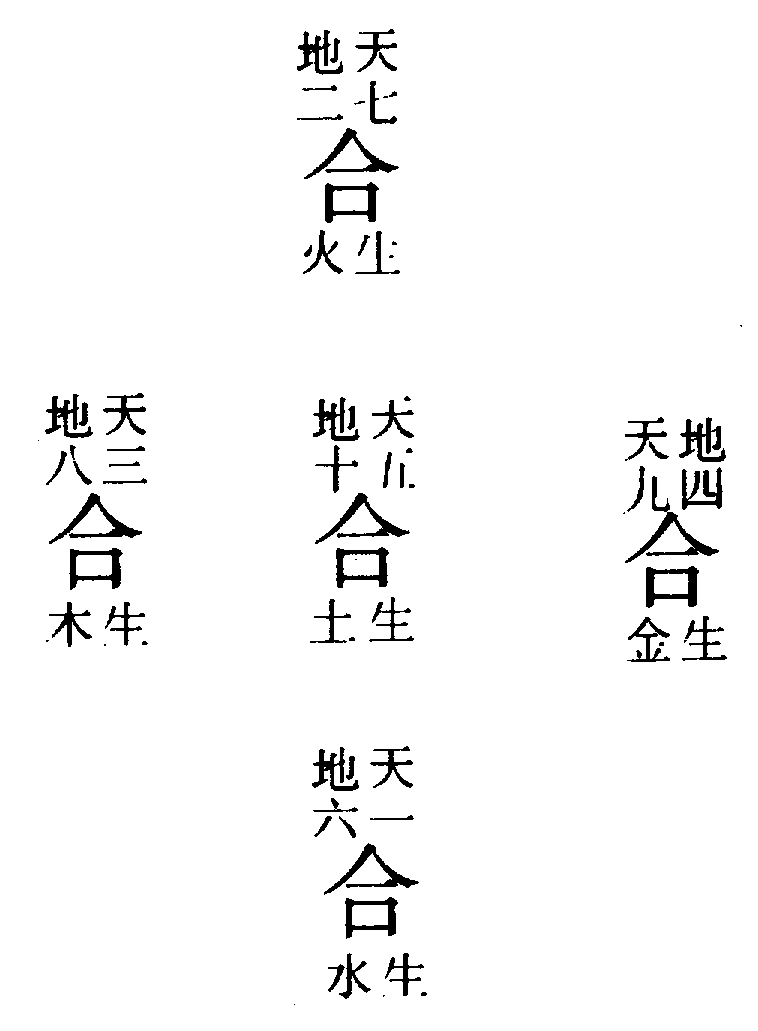 天七
地二
合
生火
地四
天九
合
生金
天五
地十
合
生土
天三
地八
合
生木
天一
地六
合
生水